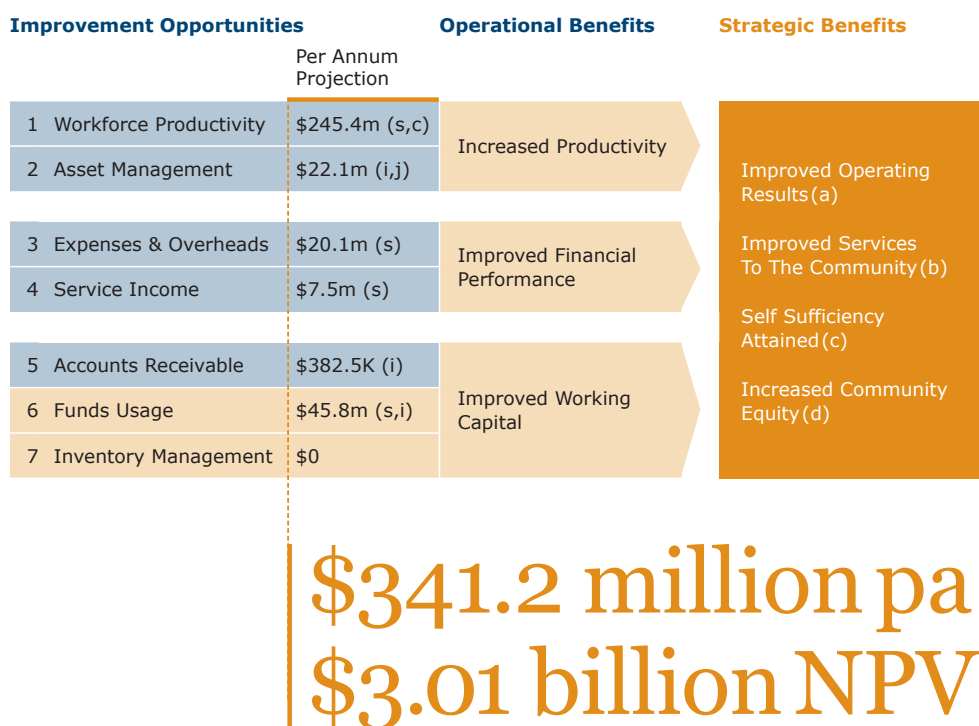 Improvement Opportunities
Operational Benefits
Strategic Benefits
Per Annum
Projection
1 Workforce Productivity $245.4m (s,c)
2 Asset Management $22.1m (i,j)
Increased Productivity
3 Expenses & Overheads $20.1m (s)
4 Service Income $7.5m (s)
Improved Financial
Performance
5 Accounts Receivable $382.5K (i)
6 Funds Usage $45.8m (s,i)
7 Inventory Management $0
Improved Working
Capital
Improved Operating
Results (a)
Improved Services
To The Community (b)
Self Sufficiency
Attained (c)
Increased Community
Equity (d)
$341.2 million pa
$3.01 billion NPV